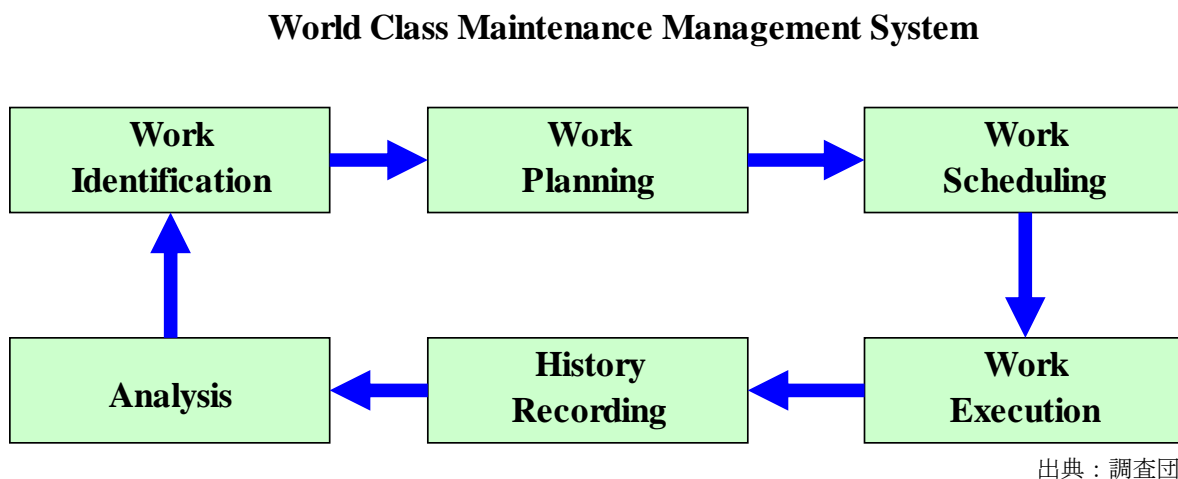 World Class Maintenance Management System
Work
Identification
Work
Planning
Work
Scheduling
Analysis
History
Recording
Work
Execution
出典：調査団